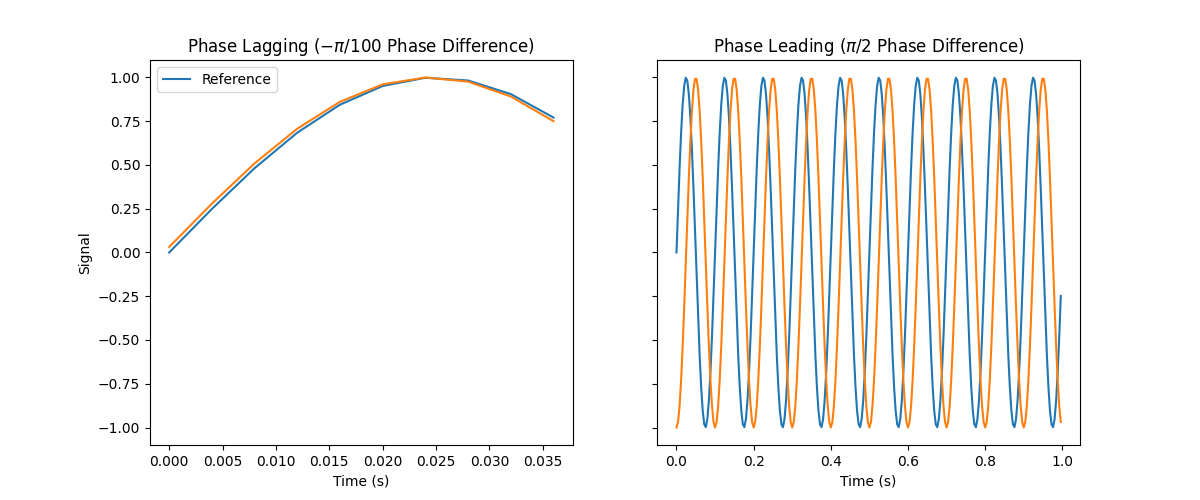 Phase Lagging (−π/100 Phase Difference)
Reference
1.00
0.75
0.50
0.25
0.00
−0.25
−0.50
−0.75
−1.00
Signal
0.000 0.005 0.010 0.015 0.020 0.025 0.030 0.035
Time (s)
Phase Leading (π/2 Phase Difference)
0.0 0.2 0.4 0.6 0.8 1.0
Time (s)